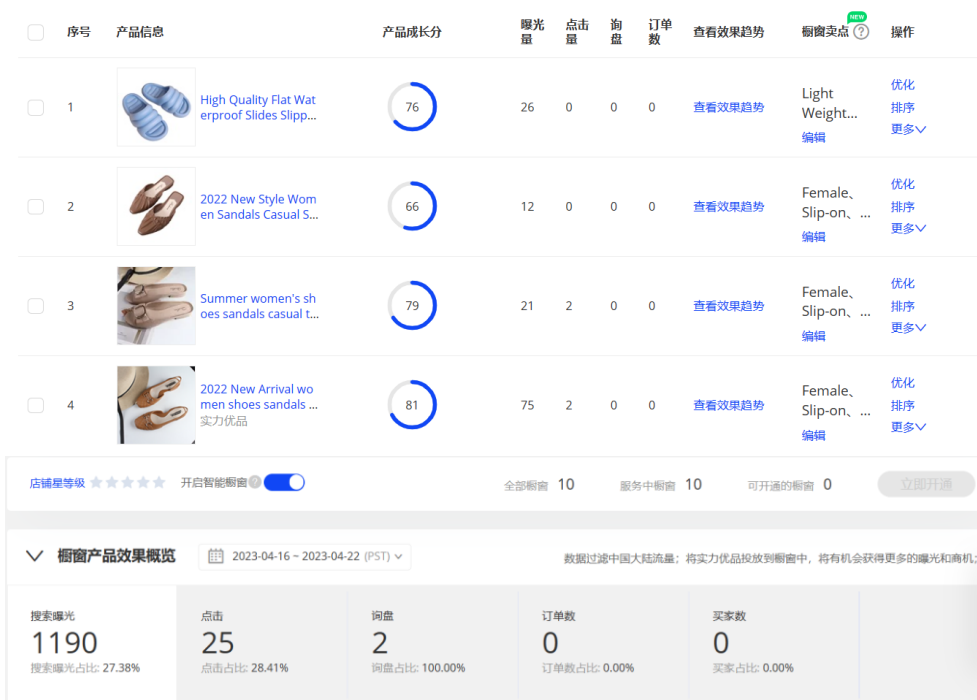 序号
产品信息
产品成长分
曝光量
点击量
询盘
订单数
查看效果趋势
橱窗卖点
NEW
?
操作
1
High Quality Flat Wat
erproof Slides Slipp...
76
26
0
0
0
查看效果趋势
Light
Weight...
编辑
优化
排序
更多
2
2022 New Style Wom
en Sandals Casual S...
66
12
0
0
0
查看效果趋势
Female、
Slip-on、...
编辑
优化
排序
更多
3
Summer women's sh
oes sandals casual t...
79
21
2
0
0
查看效果趋势
Female、
Slip-on、...
编辑
优化
排序
更多
4
2022 New Arrival wo
men shoes sandals ...
实力优品
81
75
2
0
0
查看效果趋势
Female、
Slip-on、...
编辑
优化
排序
更多
店铺星等级
开启智能橱窗
?
全部橱窗 10
服务中橱窗 10
可开通的橱窗 0
立即开通
橱窗产品效果概览
2023-04-16 ~ 2023-04-22 (PST)
数据过滤中国大陆流量；将实力优品投放到橱窗中，将有机会获得更多的曝光和商机;
搜索曝光
1190
搜索曝光占比: 27.38%
点击
25
点击占比: 28.41%
询盘
2
询盘占比: 100.00%
订单数
0
订单数占比: 0.00%
买家数
0
买家占比: 0.00%